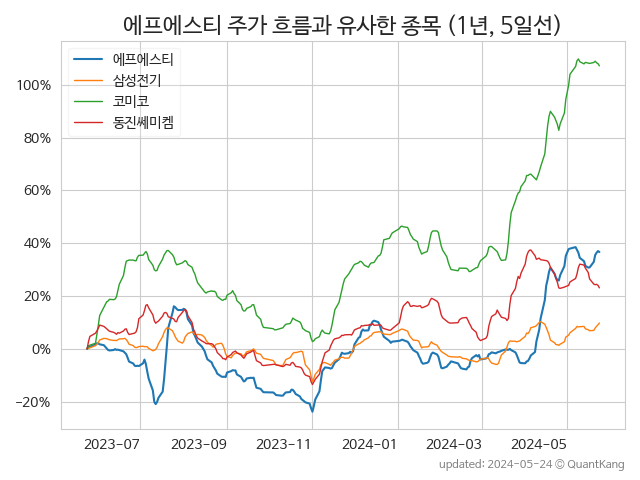 에프에스티 주가 흐름과 유사한 종목 (1년, 5일선)
에프에스티
삼성전기
코미코
동진쎄미켐
100%
80%
60%
40%
20%
0%
−20%
2023-07
2023-09
2023-11
2024-01
2024-03
2024-05
updated: 2024-05-24 © QuantKang